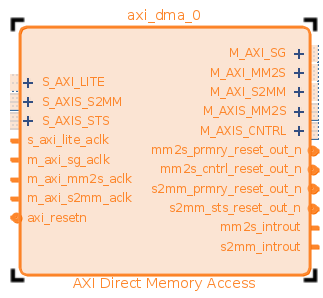 axi_dma_0
S_AXI_LITE
S_AXIS_S2MM
S_AXIS_STS
s_axi_lite_aclk
m_axi_sg_aclk
m_axi_mm2s_aclk
m_axi_s2mm_aclk
axi_resetn
M_AXI_SG
M_AXI_MM2S
M_AXI_S2MM
M_AXIS_MM2S
M_AXIS_CNTRL
mm2s_prmry_reset_out_n
mm2s_cntrl_reset_out_n
s2mm_prmry_reset_out_n
s2mm_sts_reset_out_n
mm2s_introut
s2mm_introut
AXI Direct Memory Access